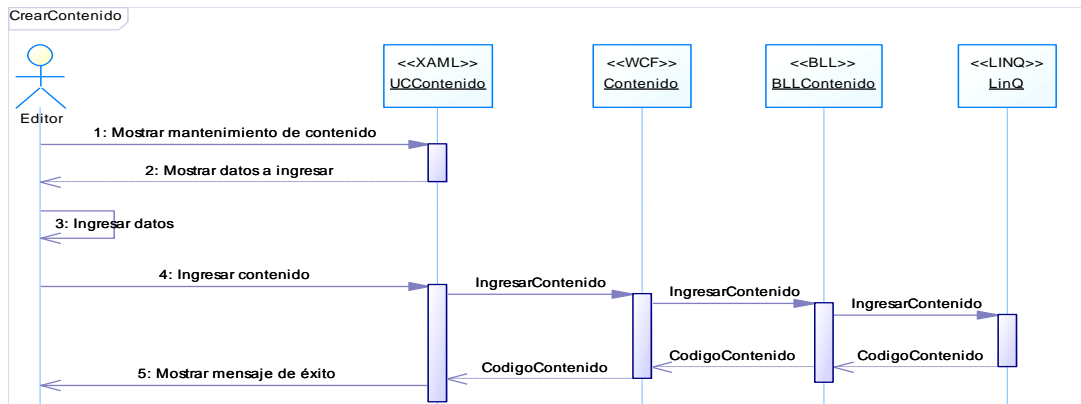 CrearContenido
<<XAML>>
UCContenido
<<WCF>>
Contenido
<<BLL>>
BLLContenido
<<LINQ>>
LinQ
Editor
1: Mostrar mantenimiento de contenido
2: Mostrar datos a ingresar
3: Ingresar datos
4: Ingresar contenido
IngresarContenido
IngresarContenido
IngresarContenido
CodigoContenido
CodigoContenido
CodigoContenido
5: Mostrar mensaje de éxito